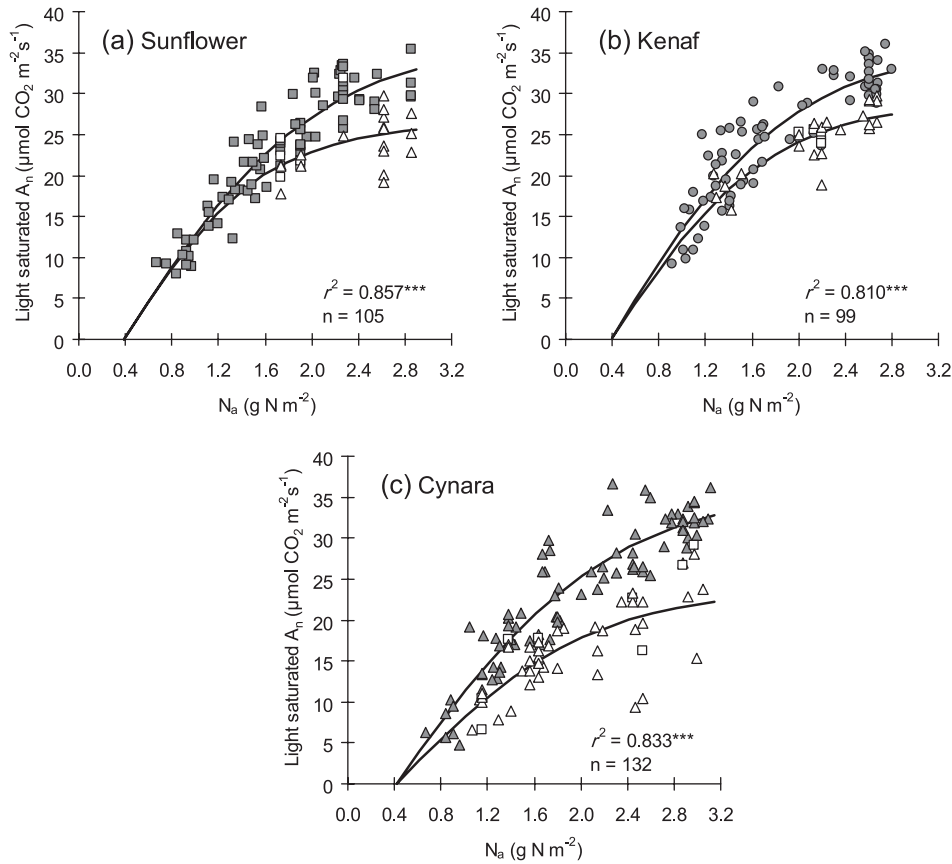 (a) Sunflower
Light saturated Aₙ (µmol CO₂ m⁻²s⁻¹)
40
35
30
25
20
15
10
5
0
r² = 0.857***
n = 105
0.0 0.4 0.8 1.2 1.6 2.0 2.4 2.8 3.2
Nₐ (g N m⁻²)
(b) Kenaf
Light saturated Aₙ (µmol CO₂ m⁻²s⁻¹)
40
35
30
25
20
15
10
5
0
r² = 0.810***
n = 99
0.0 0.4 0.8 1.2 1.6 2.0 2.4 2.8 3.2
Nₐ (g N m⁻²)
(c) Cynara
Light saturated Aₙ (µmol CO₂ m⁻²s⁻¹)
40
35
30
25
20
15
10
5
0
r² = 0.833***
n = 132
0.0 0.4 0.8 1.2 1.6 2.0 2.4 2.8 3.2
Nₐ (g N m⁻²)